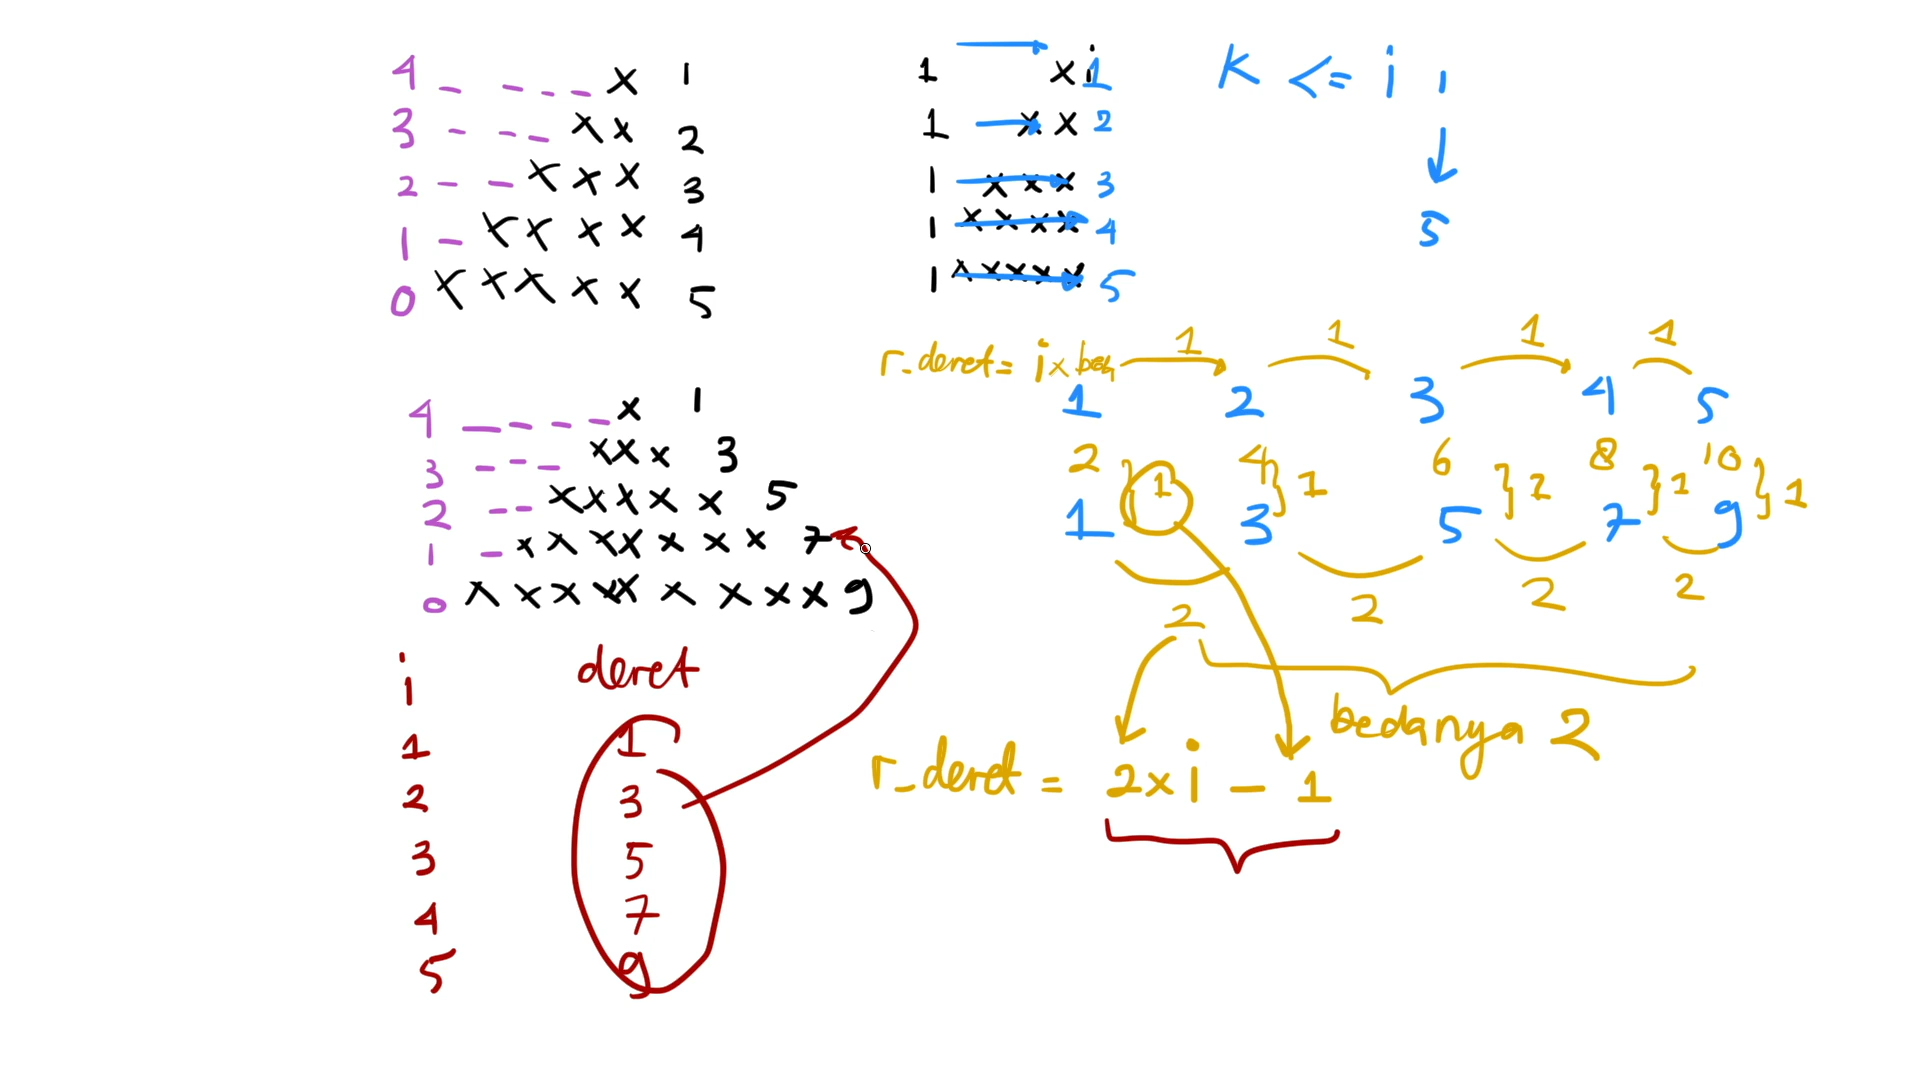 4 - - - - - x 1
3 - - - x x 2
2 - - x x x 3
1 - x x x x 4
0 x x x x x 5
1 x i 1
1 x x 2
1 x x x 3
1 x x x x 4
1 x x x x x 5
K <= i 1
5
r_deret = i x beda 1 1 1 1
1 2 3 4 5
2 4 6 8 10
1 1 2 1 1
1 3 5 7 9
2 2 2 2
bedanya 2
r_deret = 2 x i - 1
4 - - - - - x 1
3 - - - x x x 3
2 - - x x x x x 5
1 - x x x x x x x 7
0 x x x x x x x x x 9
i deret
1 1
2 3
3 5
4 7
5 9